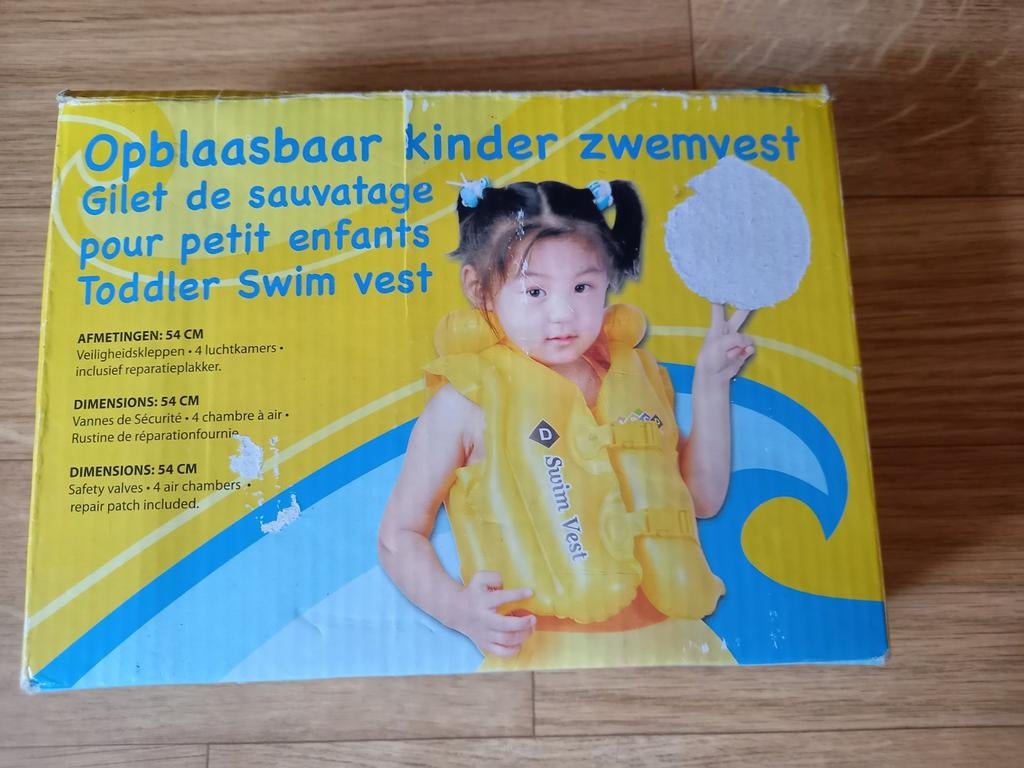 Opblaasbaar kinder zwemvest
Gilet de sauvatage
pour petit enfants
Toddler Swim vest
AFMETINGEN: 54 CM
Veiligheidskleppen • 4 luchtkamers •
inclusief reparatieplakker.
DIMENSIONS: 54 CM
Vannes de Sécurité • 4 chambre à air •
Rustine de réparationfournie
DIMENSIONS: 54 CM
Safety valves • 4 air chambers •
repair patch included.
D
Swim Vest